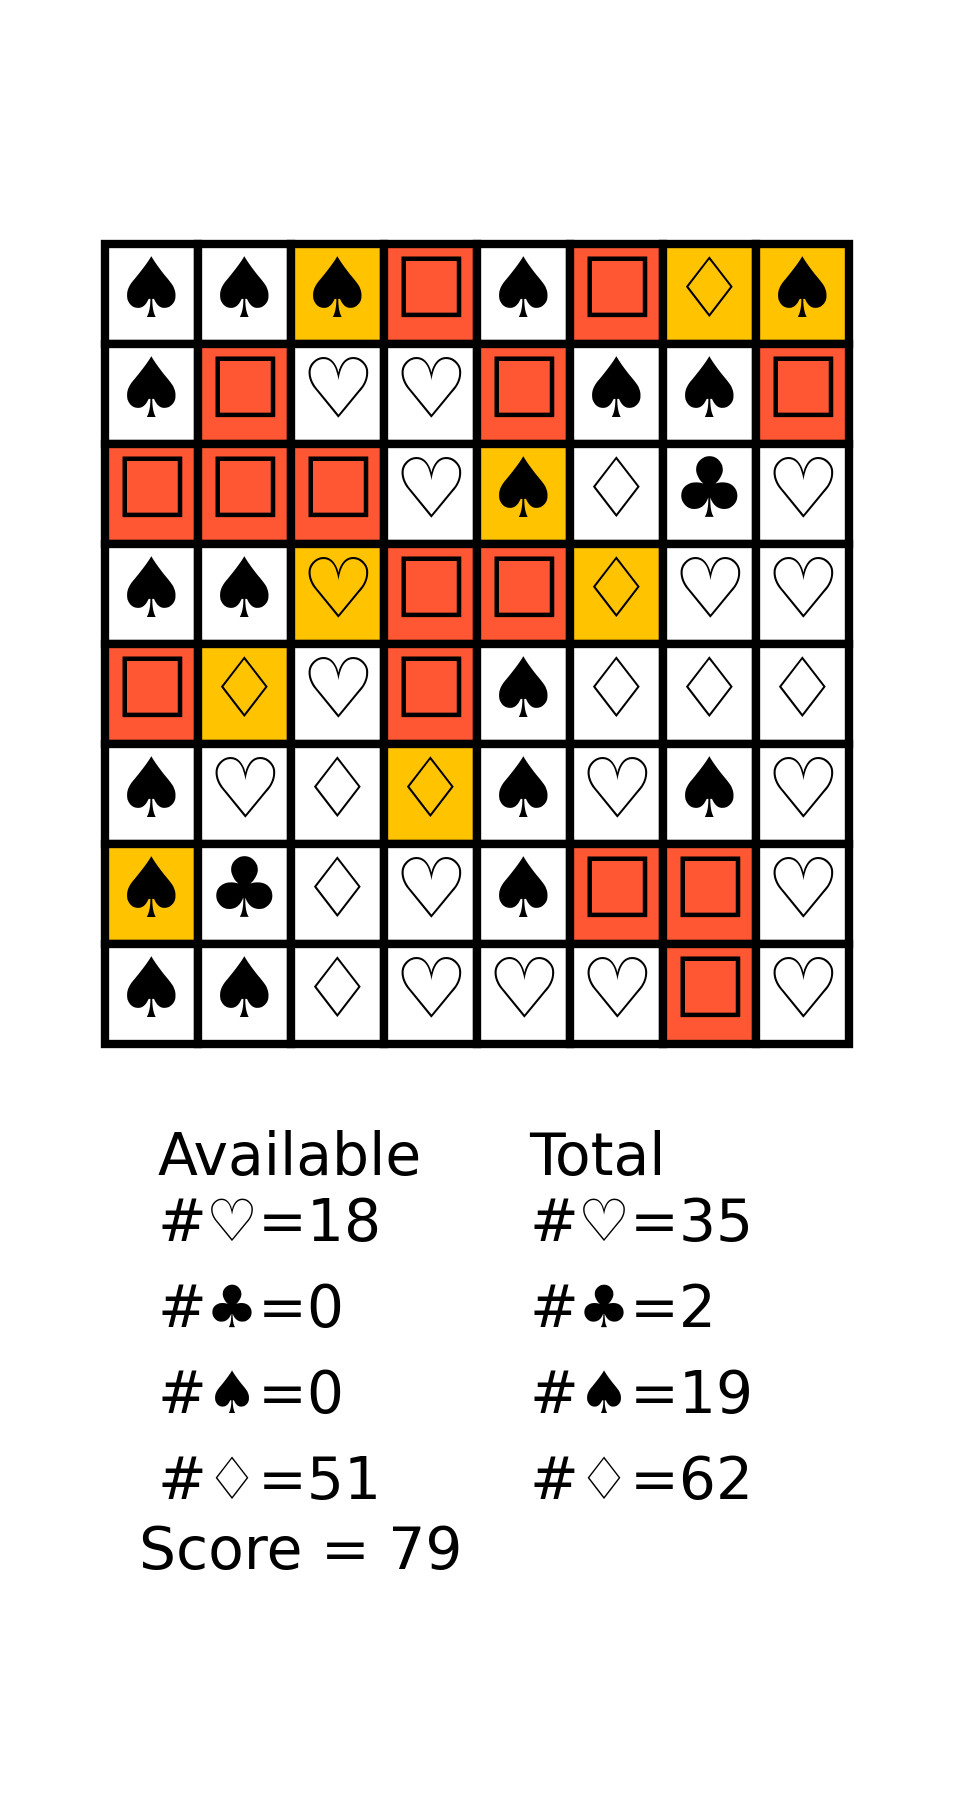 ♠ ♠ ♠ □ ♠ □ ♢ ♠
♠ □ ♡ ♡ □ ♠ ♠ □
□ □ □ ♡ ♠ ♢ ♣ ♡
♠ ♠ ♡ □ □ ♢ ♡ ♡
□ ♢ ♡ □ ♠ ♢ ♢ ♢
♠ ♡ ♢ ♢ ♠ ♡ ♠ ♡
♠ ♣ ♢ ♡ ♠ □ □ ♡
♠ ♠ ♢ ♡ ♡ ♡ □ ♡
Available Total
#♡=18 #♡=35
#♣=0 #♣=2
#♠=0 #♠=19
#♢=51 #♢=62
Score = 79